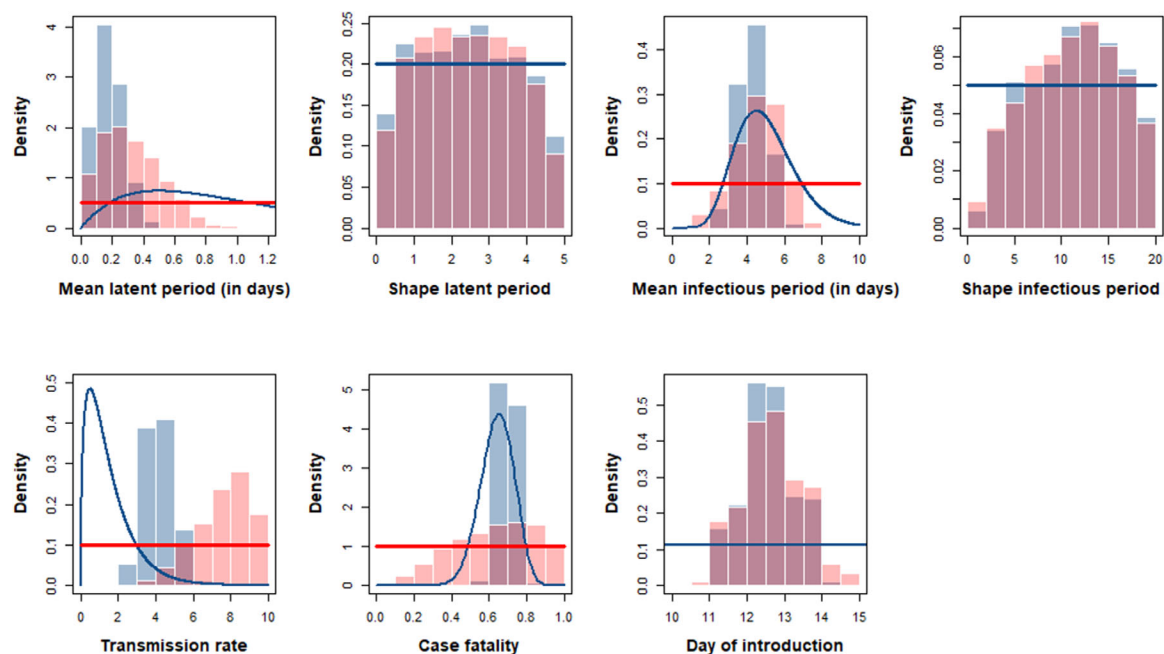 Density
0 1 2 3 4
0.0 0.2 0.4 0.6 0.8 1.0 1.2
Mean latent period (in days)
Density
0.00 0.05 0.10 0.15 0.20 0.25
0 1 2 3 4 5
Shape latent period
Density
0.0 0.1 0.2 0.3 0.4
0 2 4 6 8 10
Mean infectious period (in days)
Density
0.00 0.02 0.04 0.06
0 5 10 15 20
Shape infectious period
Density
0.0 0.1 0.2 0.3 0.4 0.5
0 2 4 6 8 10
Transmission rate
Density
0 1 2 3 4 5
0.0 0.2 0.4 0.6 0.8 1.0
Case fatality
Density
0.0 0.1 0.2 0.3 0.4 0.5
10 11 12 13 14 15
Day of introduction